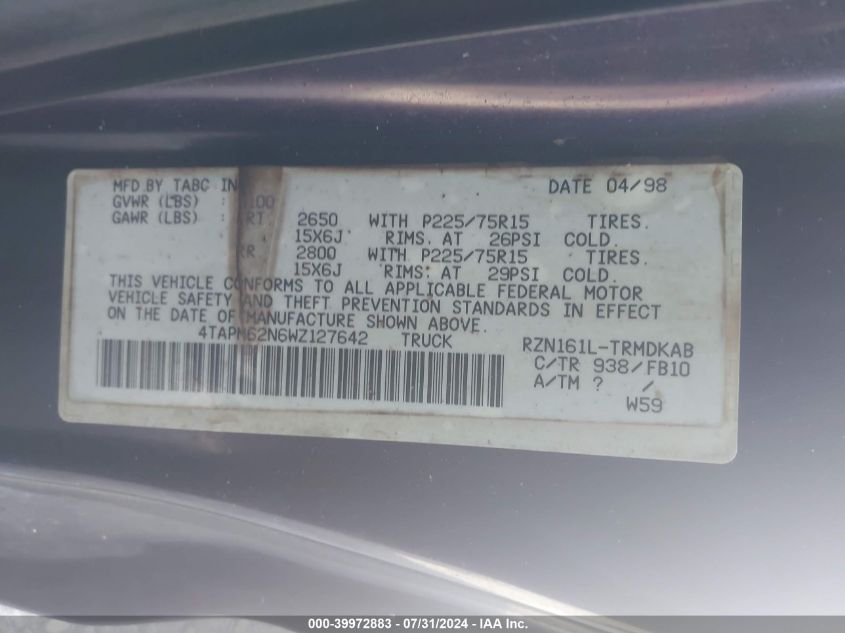 MFD BY TABC IN DATE 04/98
GVWR (LBS) : 100
GAWR (LBS) : RT 2650 WITH P225/75R15 TIRES.
15X6J RIMS. AT 26PSI COLD.
RR 2800 WITH P225/75R15 TIRES.
15X6J RIMS. AT 29PSI COLD.
THIS VEHICLE CONFORMS TO ALL APPLICABLE FEDERAL MOTOR
VEHICLE SAFETY AND THEFT PREVENTION STANDARDS IN EFFECT
ON THE DATE OF MANUFACTURE SHOWN ABOVE.
4TAPM62N6WZ127642 TRUCK RZN161L-TRMDKAB
C/TR 938/FB10
A/TM ? /
W59
000-39972883 - 07/31/2024 - IAA Inc.